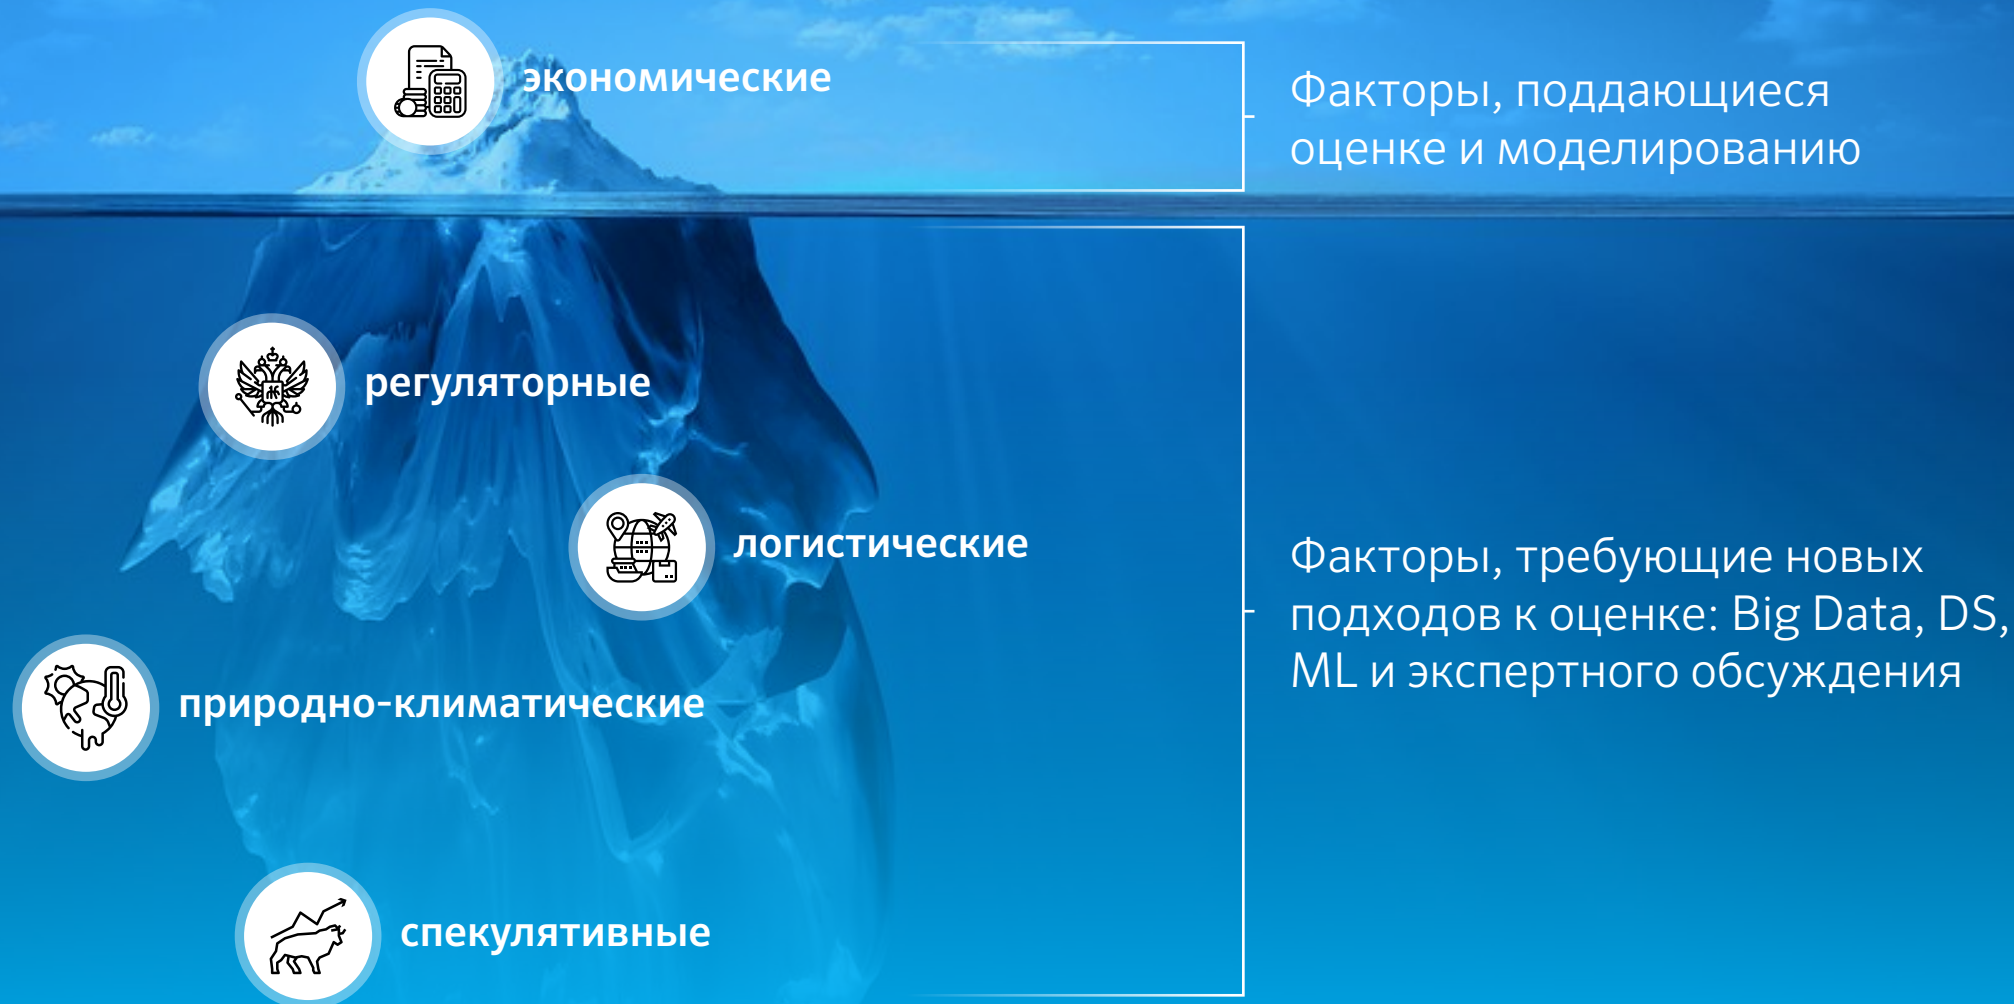 экономические
Факторы, поддающиеся
оценке и моделированию
регуляторные
логистические
Факторы, требующие новых
подходов к оценке: Big Data, DS,
ML и экспертного обсуждения
природно-климатические
спекулятивные